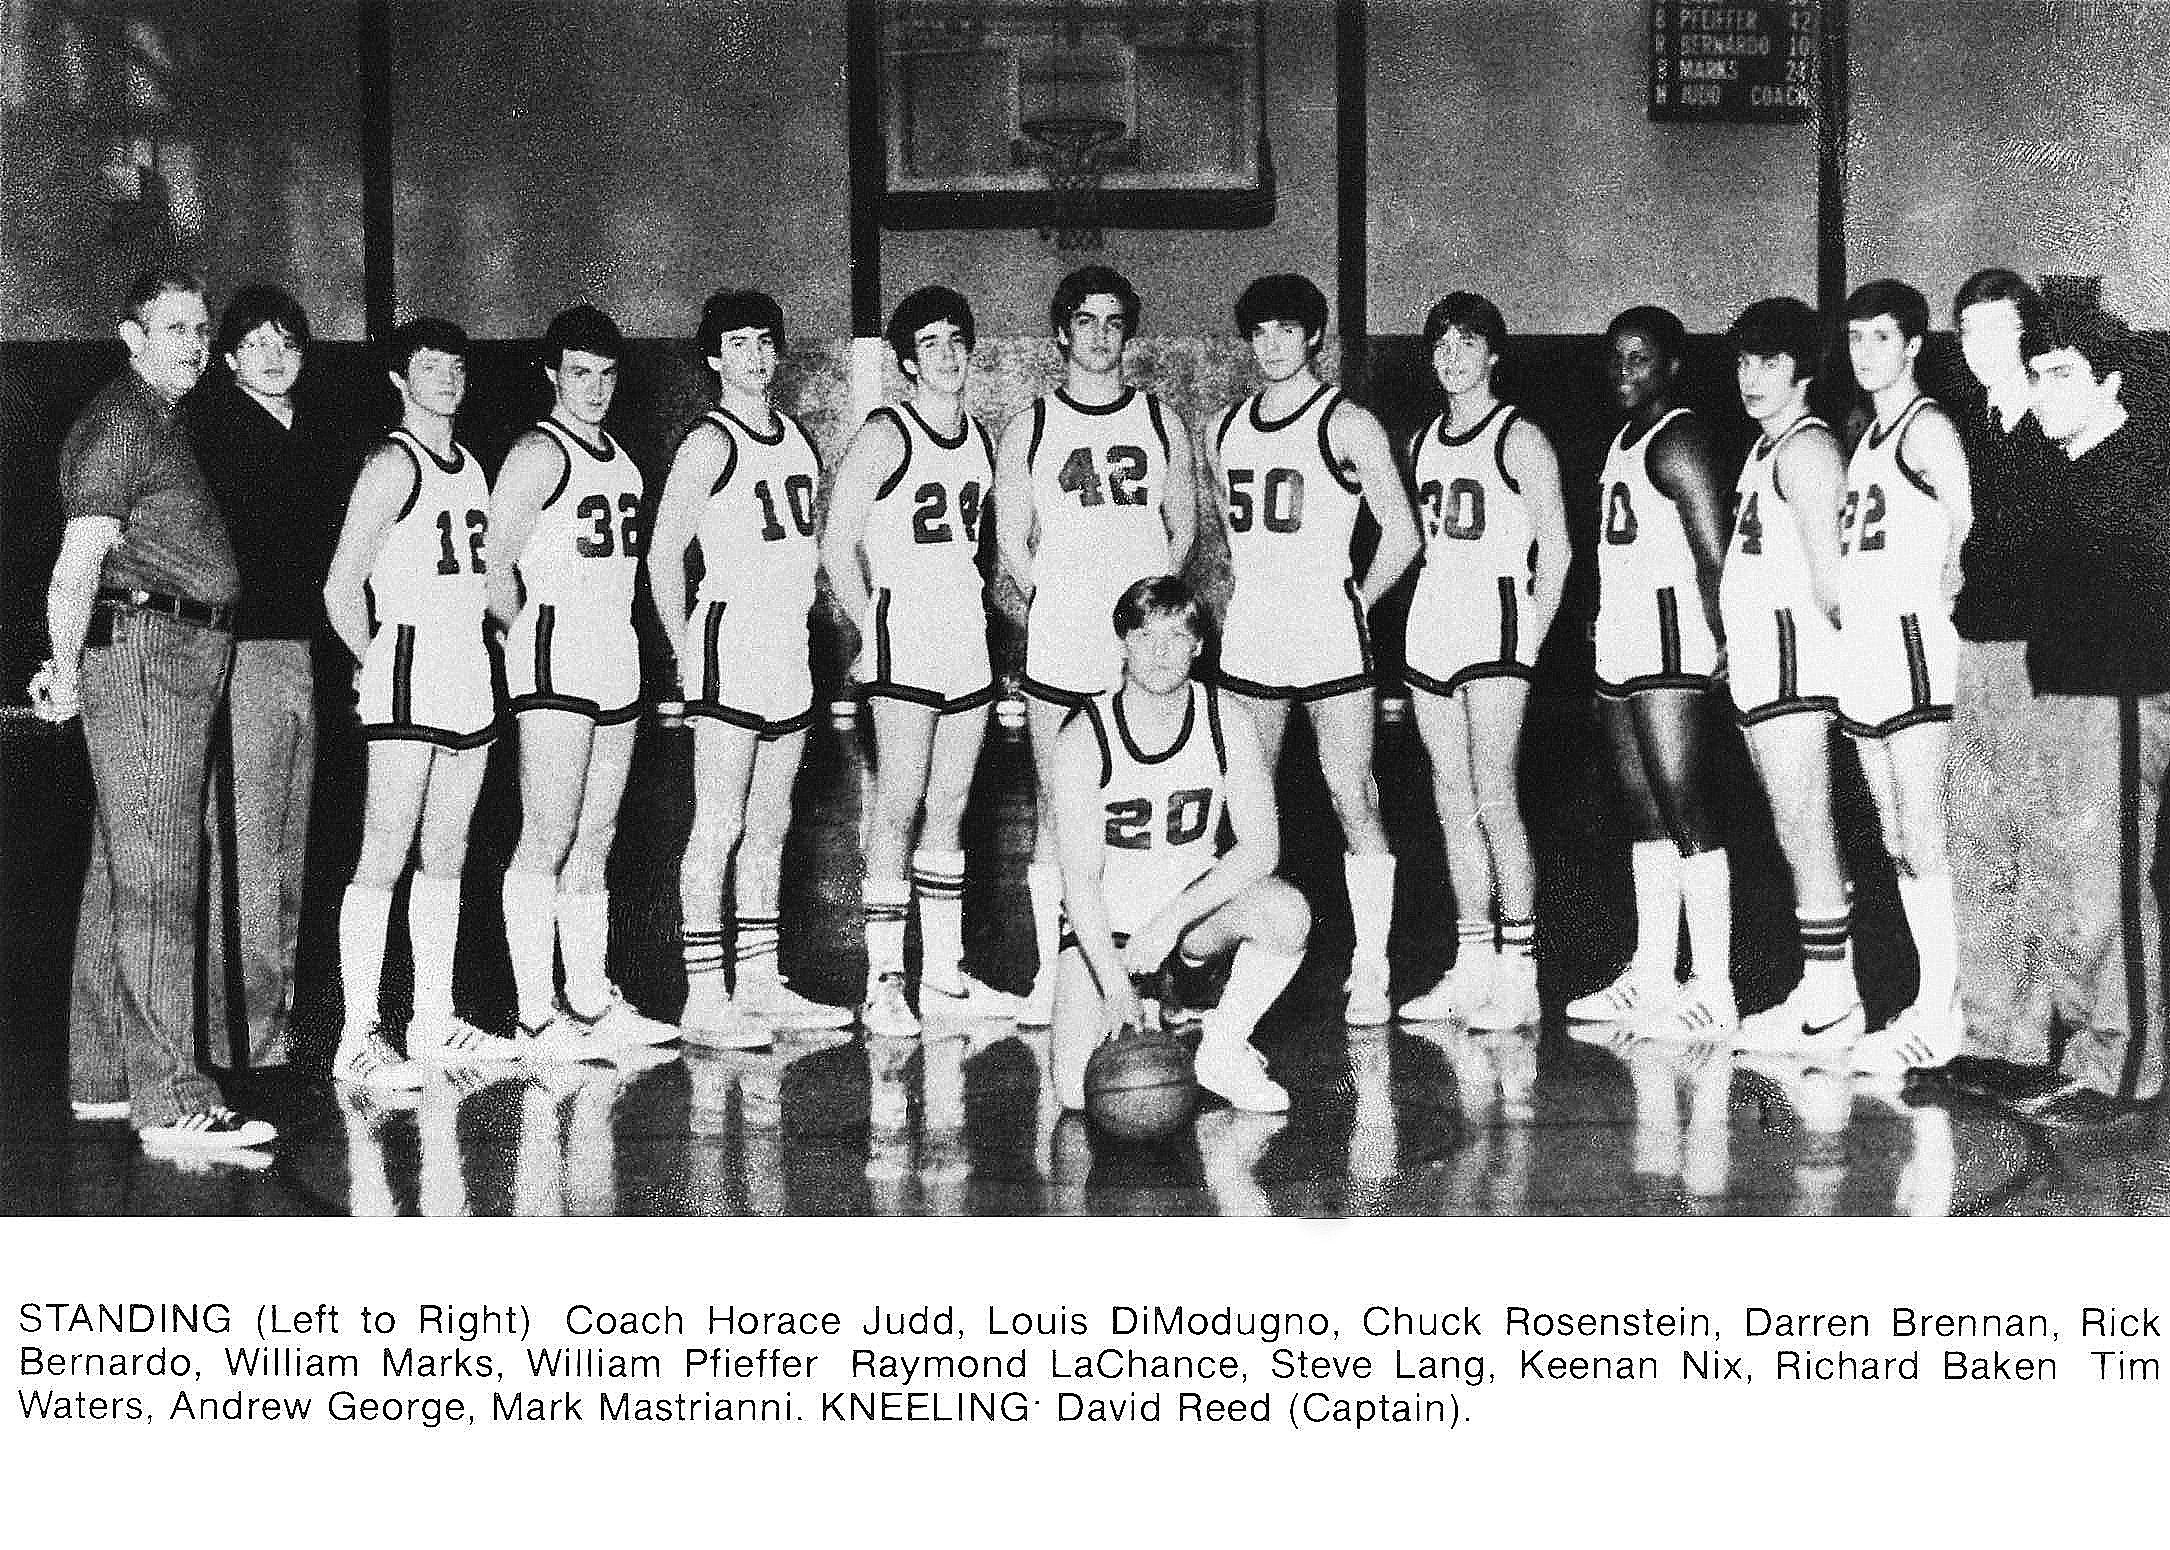 B PFEIFFER 42
R BERNARDO 10
B MARKS
H JUDD COACH
12
32
10
24
42
50
30
22
20
STANDING (Left to Right) Coach Horace Judd, Louis DiModugno, Chuck Rosenstein, Darren Brennan, Rick
Bernardo, William Marks, William Pfieffer Raymond LaChance, Steve Lang, Keenan Nix, Richard Baken Tim
Waters, Andrew George, Mark Mastrianni. KNEELING· David Reed (Captain).